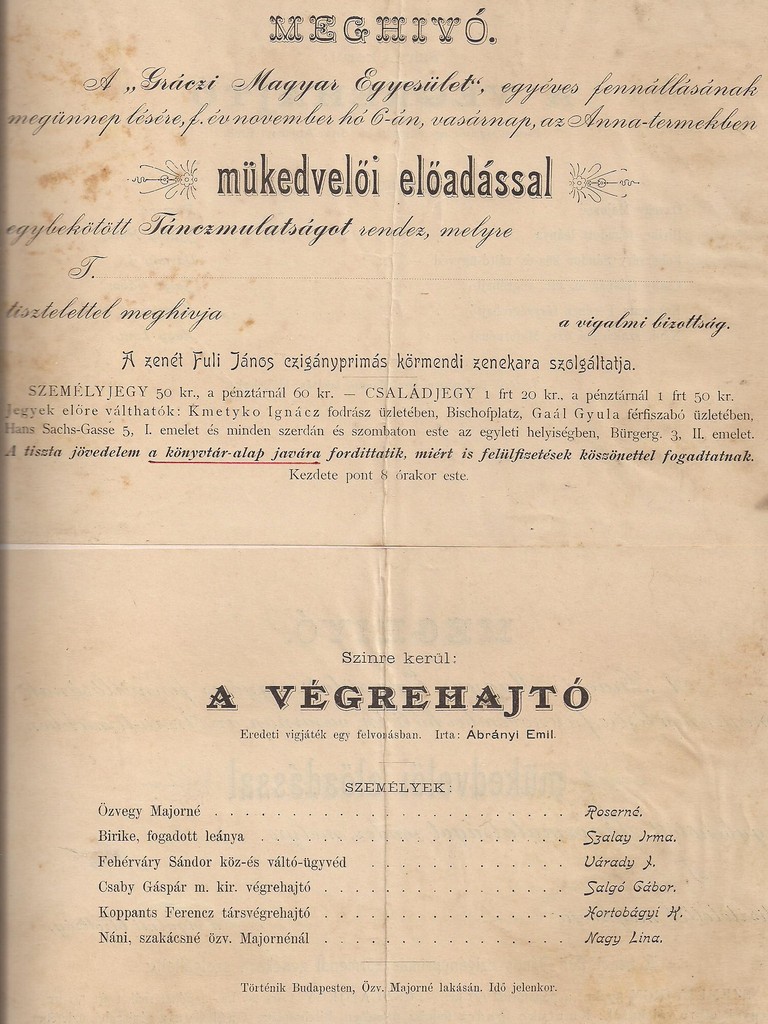 MEGHIVÓ.
A „Gráczi Magyar Egyesület“, egyéves fennállásának
megünnep lésére, f. év november hó 6-án, vasárnap, az Anna-termekben
mükedvelői előadással
egybekötött Tánczmulatságot rendez, melyre
T.
tisztelettel meghivja
a vigalmi bizottság.
A zenét Fuli János czigányprimás körmendi zenekara szolgáltatja.
SZEMÉLYJEGY 50 kr., a pénztárnál 60 kr. — CSALÁDJEGY 1 frt 20 kr., a pénztárnál 1 frt 50 kr.
Jegyek előre válthatók: Kmetyko Ignácz fodrász üzletében, Bischofplatz, Gaál Gyula férfiszabó üzletében,
Hans Sachs-Gasse 5, I. emelet és minden szerdán és szombaton este az egyleti helyiségben, Bürgerg. 3, II. emelet.
A tiszta jövedelem a könyvtár-alap javára fordittatik, miért is felülfizetések köszönettel fogadtatnak.
Kezdete pont 8 órakor este.
Szinre kerül:
A VÉGREHAJTÓ
Eredeti vigjáték egy felvonásban. Irta: Ábrányi Emil.
SZEMÉLYEK:
Özvegy Majorné . . . . . . . . . . . . . . . . . Roserné.
Birike, fogadott leánya . . . . . . . . . . . . . . . Szalay Irma.
Fehérváry Sándor köz-és váltó-ügyvéd . . . . . . . . . . Várady J.
Csaby Gáspár m. kir. végrehajtó . . . . . . . . . . . . Salgó Gábor.
Koppants Ferencz társvégrehajtó . . . . . . . . . . . . Hortobágyi H.
Náni, szakácsné özv. Majornénál . . . . . . . . . . . . Nagy Lina.
Történik Budapesten, Özv. Majorné lakásán. Idő jelenkor.